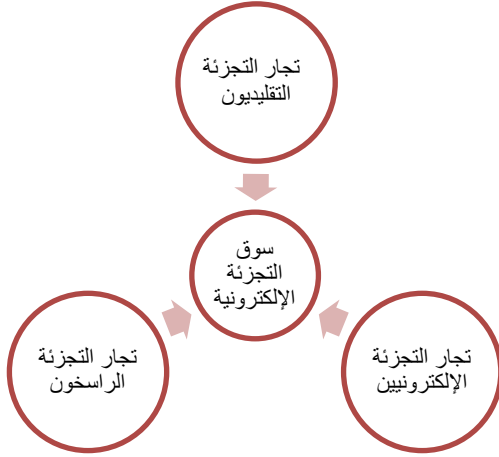 تجار التجزئة
التقليديون
سوق
التجزئة
الإلكترونية
تجار التجزئة
الإلكترونيين
تجار التجزئة
الراسخون